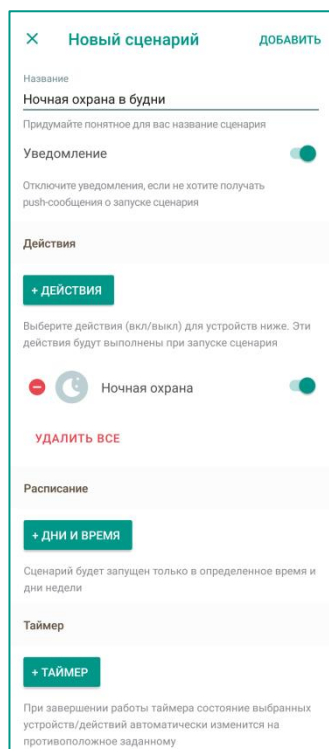 × Новый сценарий ДОБАВИТЬ
Название
Ночная охрана в будни
Придумайте понятное для вас название сценария
Уведомление
Отключите уведомления, если не хотите получать
push-сообщения о запуске сценария
Действия
+ ДЕЙСТВИЯ
Выберите действия (вкл/выкл) для устройств ниже. Эти
действия будут выполнены при запуске сценария
Ночная охрана
УДАЛИТЬ ВСЕ
Расписание
+ ДНИ И ВРЕМЯ
Сценарий будет запущен только в определенное время и
дни недели
Таймер
+ ТАЙМЕР
При завершении работы таймера состояние выбранных
устройств/действий автоматически изменится на
противоположное заданному